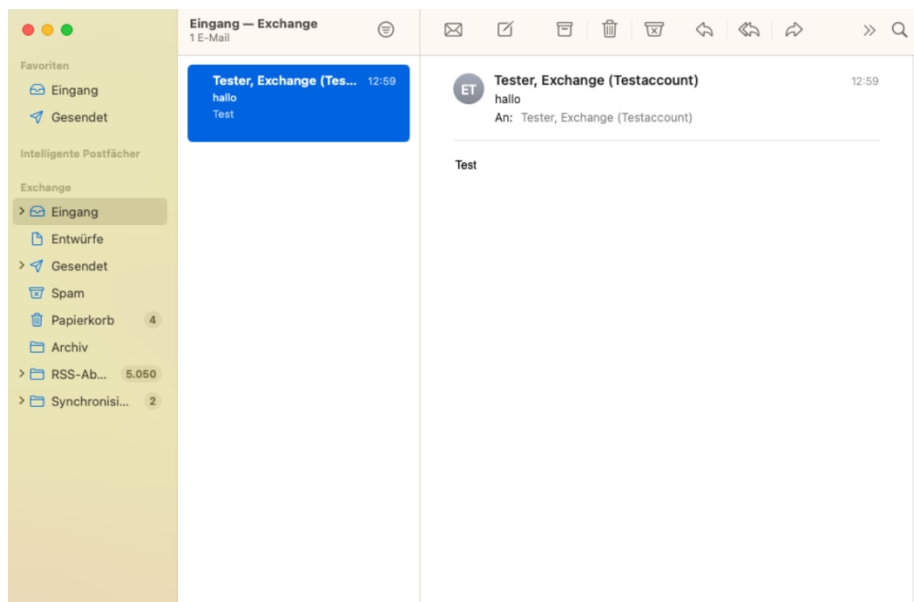 Favoriten
Eingang
Gesendet
Intelligente Postfächer
Exchange
Eingang
Entwürfe
Gesendet
Spam
Papierkorb 4
Archiv
RSS-Ab... 5.050
Synchronisi... 2
Eingang — Exchange
1 E-Mail
Tester, Exchange (Tes... 12:59
hallo
Test
ET
Tester, Exchange (Testaccount) 12:59
hallo
An: Tester, Exchange (Testaccount)
Test